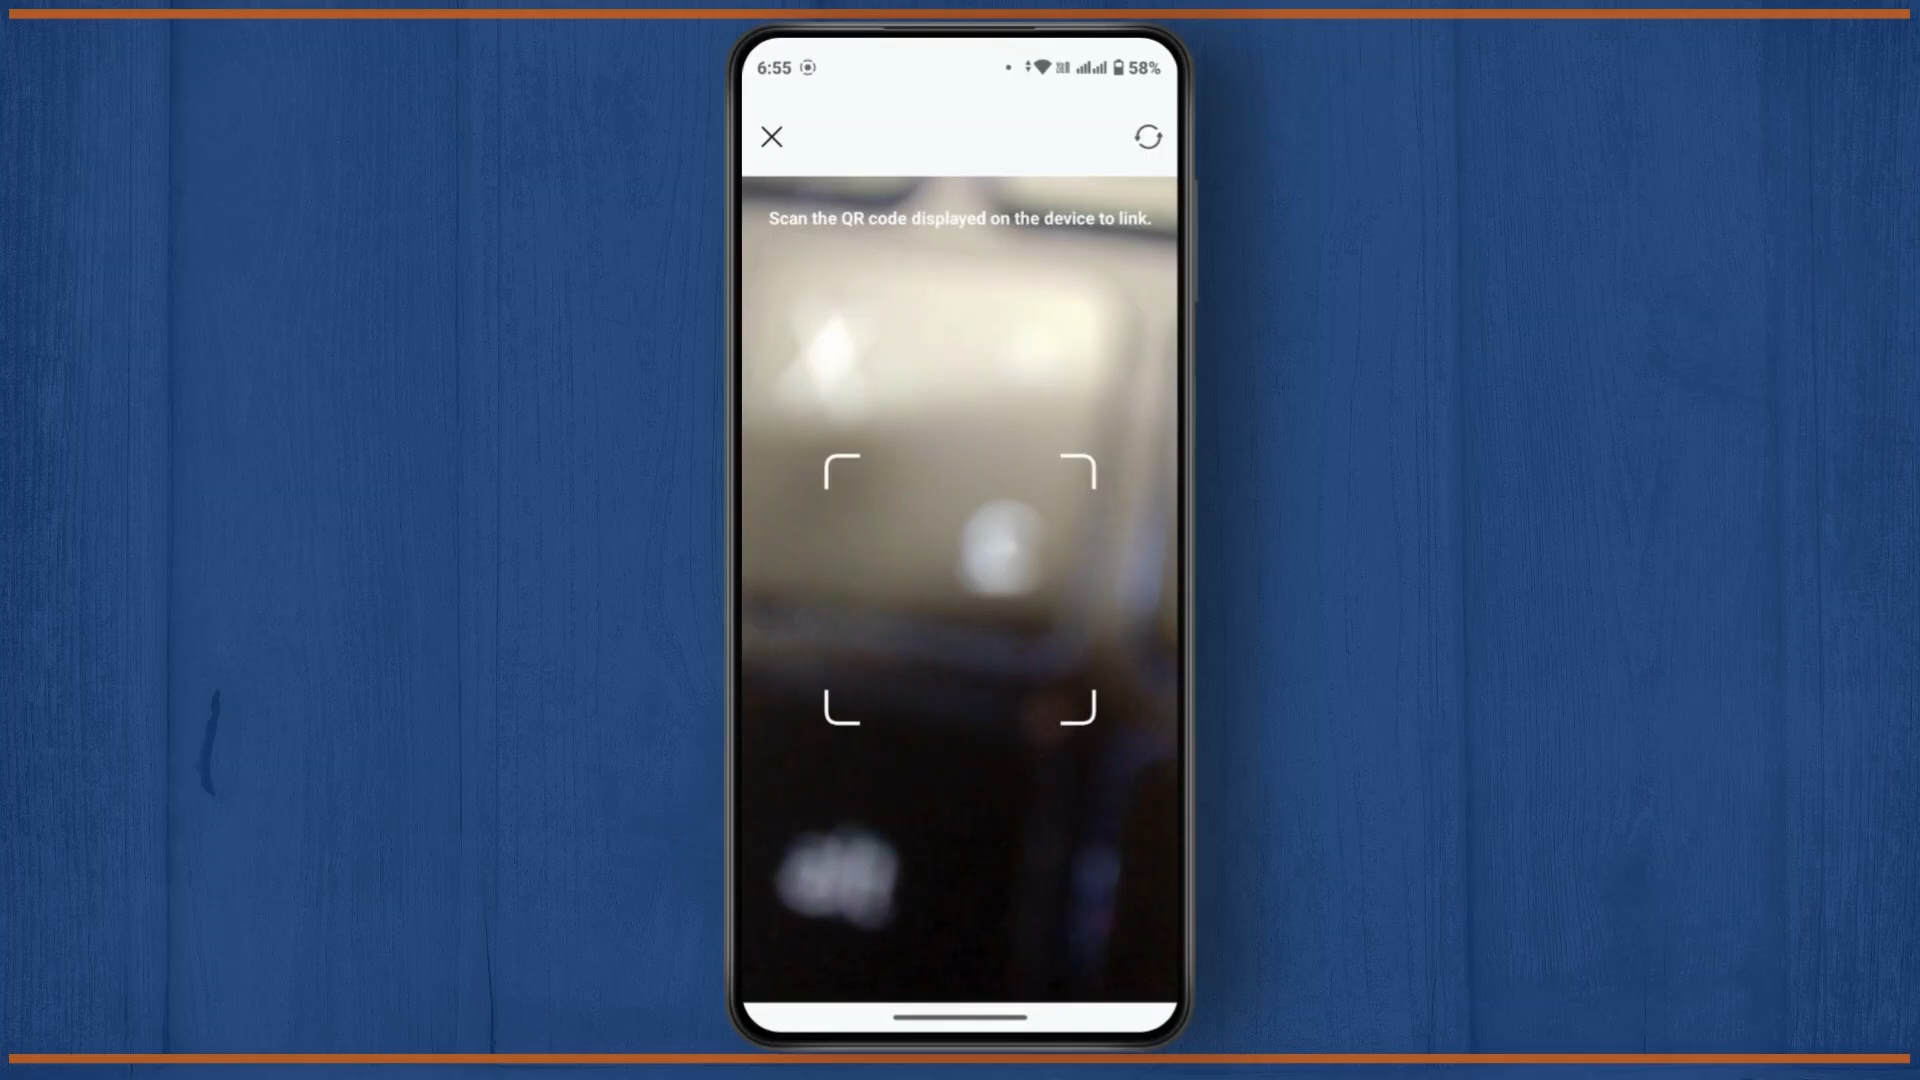 6:55
58%
Scan the QR code displayed on the device to link.